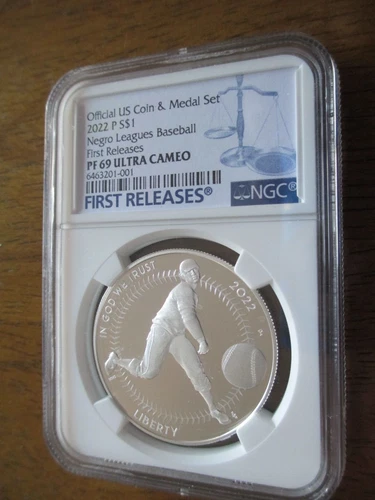 Official US Coin & Medal Set
2022 P S$1
Negro Leagues Baseball
First Releases
PF 69 ULTRA CAMEO
6463201-001
FIRST RELEASES®
NGC®
IN GOD WE TRUST
2022
P
LIBERTY